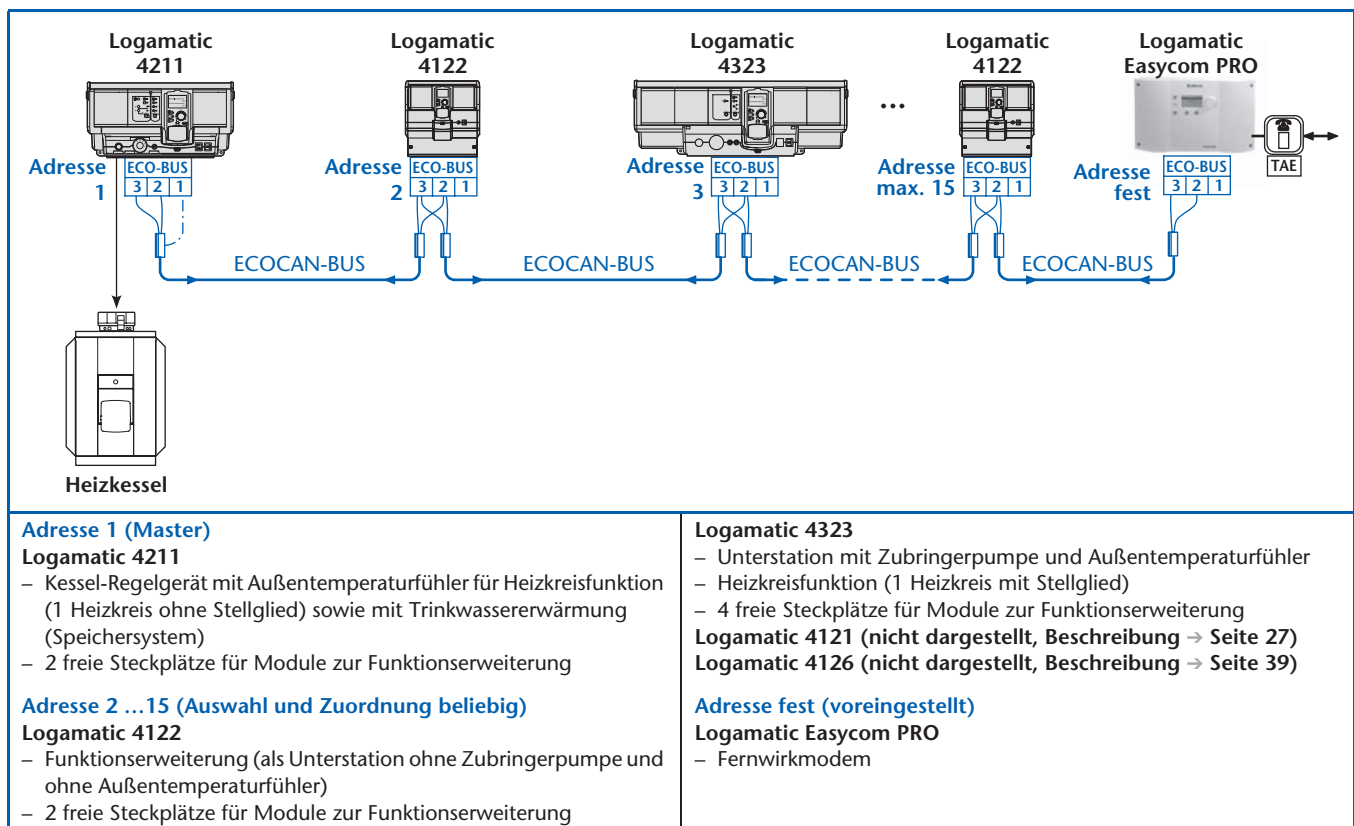 Logamatic
4211
Logamatic
4122
Logamatic
4323
Logamatic
4122
Logamatic
Easycom PRO
...
Adresse
1
ECO-BUS
3 2 1
Adresse
2
ECO-BUS
3 2 1
Adresse
3
ECO-BUS
3 2 1
Adresse
max. 15
ECO-BUS
3 2 1
Adresse
fest
ECO-BUS
3 2 1
TAE
ECOCAN-BUS
ECOCAN-BUS
ECOCAN-BUS
ECOCAN-BUS
Heizkessel
Adresse 1 (Master)
Logamatic 4211
– Kessel-Regelgerät mit Außentemperaturfühler für Heizkreisfunktion
(1 Heizkreis ohne Stellglied) sowie mit Trinkwassererwärmung
(Speichersystem)
– 2 freie Steckplätze für Module zur Funktionserweiterung
Adresse 2 …15 (Auswahl und Zuordnung beliebig)
Logamatic 4122
– Funktionserweiterung (als Unterstation ohne Zubringerpumpe und
ohne Außentemperaturfühler)
– 2 freie Steckplätze für Module zur Funktionserweiterung
Logamatic 4323
– Unterstation mit Zubringerpumpe und Außentemperaturfühler
– Heizkreisfunktion (1 Heizkreis mit Stellglied)
– 4 freie Steckplätze für Module zur Funktionserweiterung
Logamatic 4121 (nicht dargestellt, Beschreibung → Seite 27)
Logamatic 4126 (nicht dargestellt, Beschreibung → Seite 39)
Adresse fest (voreingestellt)
Logamatic Easycom PRO
– Fernwirkmodem